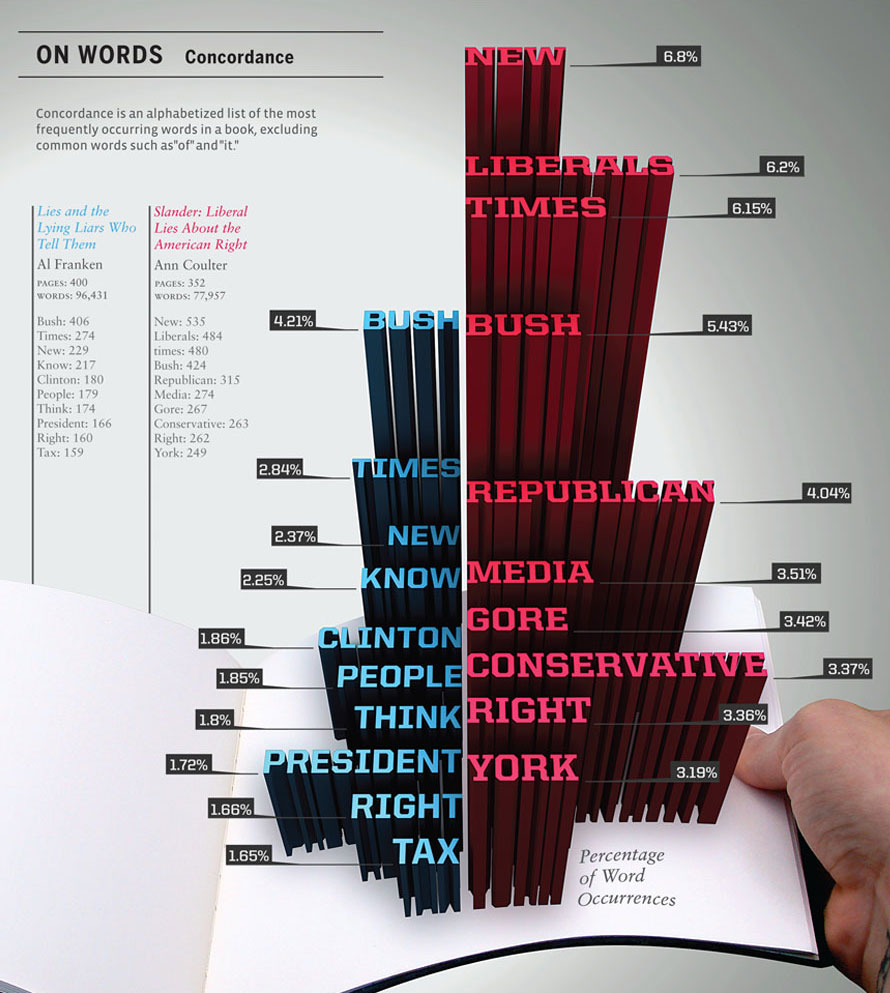 ON WORDS Concordance
Concordance is an alphabetized list of the most
frequently occurring words in a book, excluding
common words such as"of" and "it."
Lies and the
Lying Liars Who
Tell Them
Al Franken
PAGES: 400
WORDS: 96,431
Bush: 406
Times: 274
New: 229
Know: 217
Clinton: 180
People: 179
Think: 174
President: 166
Right: 160
Tax: 159
Slander: Liberal
Lies About the
American Right
Ann Coulter
PAGES: 352
WORDS: 77,957
New: 535
Liberals: 484
times: 480
Bush: 424
Republican: 315
Media: 274
Gore: 267
Conservative: 263
Right: 262
York: 249
4.21% BUSH
2.84% TIMES
2.37% NEW
2.25% KNOW
1.86% CLINTON
1.85% PEOPLE
1.8% THINK
1.72% PRESIDENT
1.66% RIGHT
1.65% TAX
NEW 6.8%
LIBERALS 6.2%
TIMES 6.15%
BUSH 5.43%
REPUBLICAN 4.04%
MEDIA 3.51%
GORE 3.42%
CONSERVATIVE 3.37%
RIGHT 3.36%
YORK 3.19%
Percentage
of Word
Occurrences